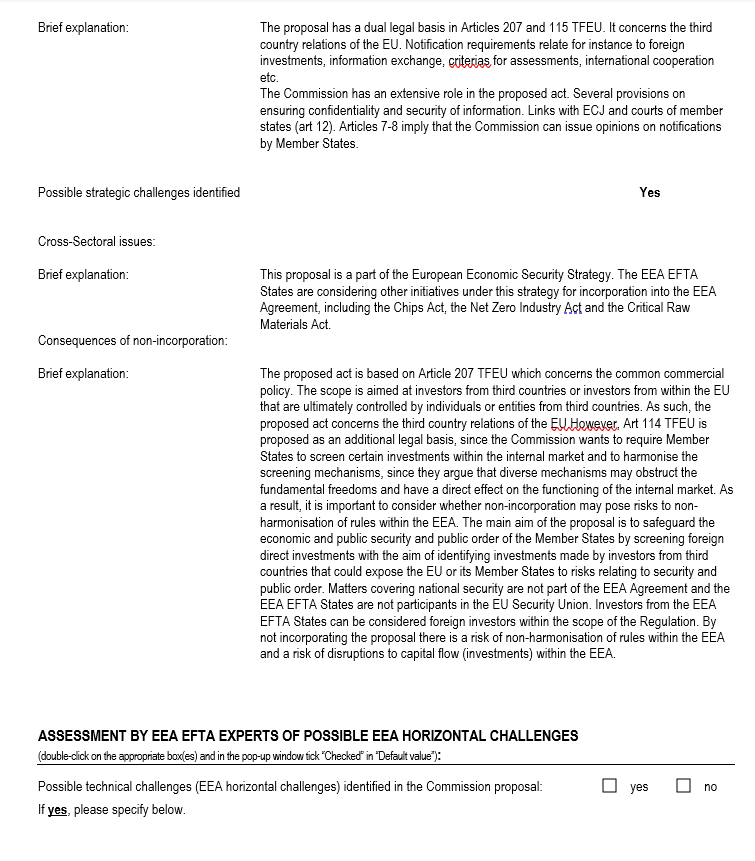 Brief explanation: The proposal has a dual legal basis in Articles 207 and 115 TFEU. It concerns the third
country relations of the EU. Notification requirements relate for instance to foreign
investments, information exchange, criterias for assessments, international cooperation
etc.
The Commission has an extensive role in the proposed act. Several provisions on
ensuring confidentiality and security of information. Links with ECJ and courts of member
states (art 12). Articles 7-8 imply that the Commission can issue opinions on notifications
by Member States.
Possible strategic challenges identified Yes
Cross-Sectoral issues:
Brief explanation: This proposal is a part of the European Economic Security Strategy. The EEA EFTA
States are considering other initiatives under this strategy for incorporation into the EEA
Agreement, including the Chips Act, the Net Zero Industry Act and the Critical Raw
Materials Act.
Consequences of non-incorporation:
Brief explanation: The proposed act is based on Article 207 TFEU which concerns the common commercial
policy. The scope is aimed at investors from third countries or investors from within the EU
that are ultimately controlled by individuals or entities from third countries. As such, the
proposed act concerns the third country relations of the EU.However, Art 114 TFEU is
proposed as an additional legal basis, since the Commission wants to require Member
States to screen certain investments within the internal market and to harmonise the
screening mechanisms, since they argue that diverse mechanisms may obstruct the
fundamental freedoms and have a direct effect on the functioning of the internal market. As
a result, it is important to consider whether non-incorporation may pose risks to non-
harmonisation of rules within the EEA. The main aim of the proposal is to safeguard the
economic and public security and public order of the Member States by screening foreign
direct investments with the aim of identifying investments made by investors from third
countries that could expose the EU or its Member States to risks relating to security and
public order. Matters covering national security are not part of the EEA Agreement and the
EEA EFTA States are not participants in the EU Security Union. Investors from the EEA
EFTA States can be considered foreign investors within the scope of the Regulation. By
not incorporating the proposal there is a risk of non-harmonisation of rules within the EEA
and a risk of disruptions to capital flow (investments) within the EEA.
ASSESSMENT BY EEA EFTA EXPERTS OF POSSIBLE EEA HORIZONTAL CHALLENGES
(double-click on the appropriate box(es) and in the pop-up window tick "Checked" in "Default value"):
Possible technical challenges (EEA horizontal challenges) identified in the Commission proposal: ☐ yes ☐ no
If yes, please specify below.